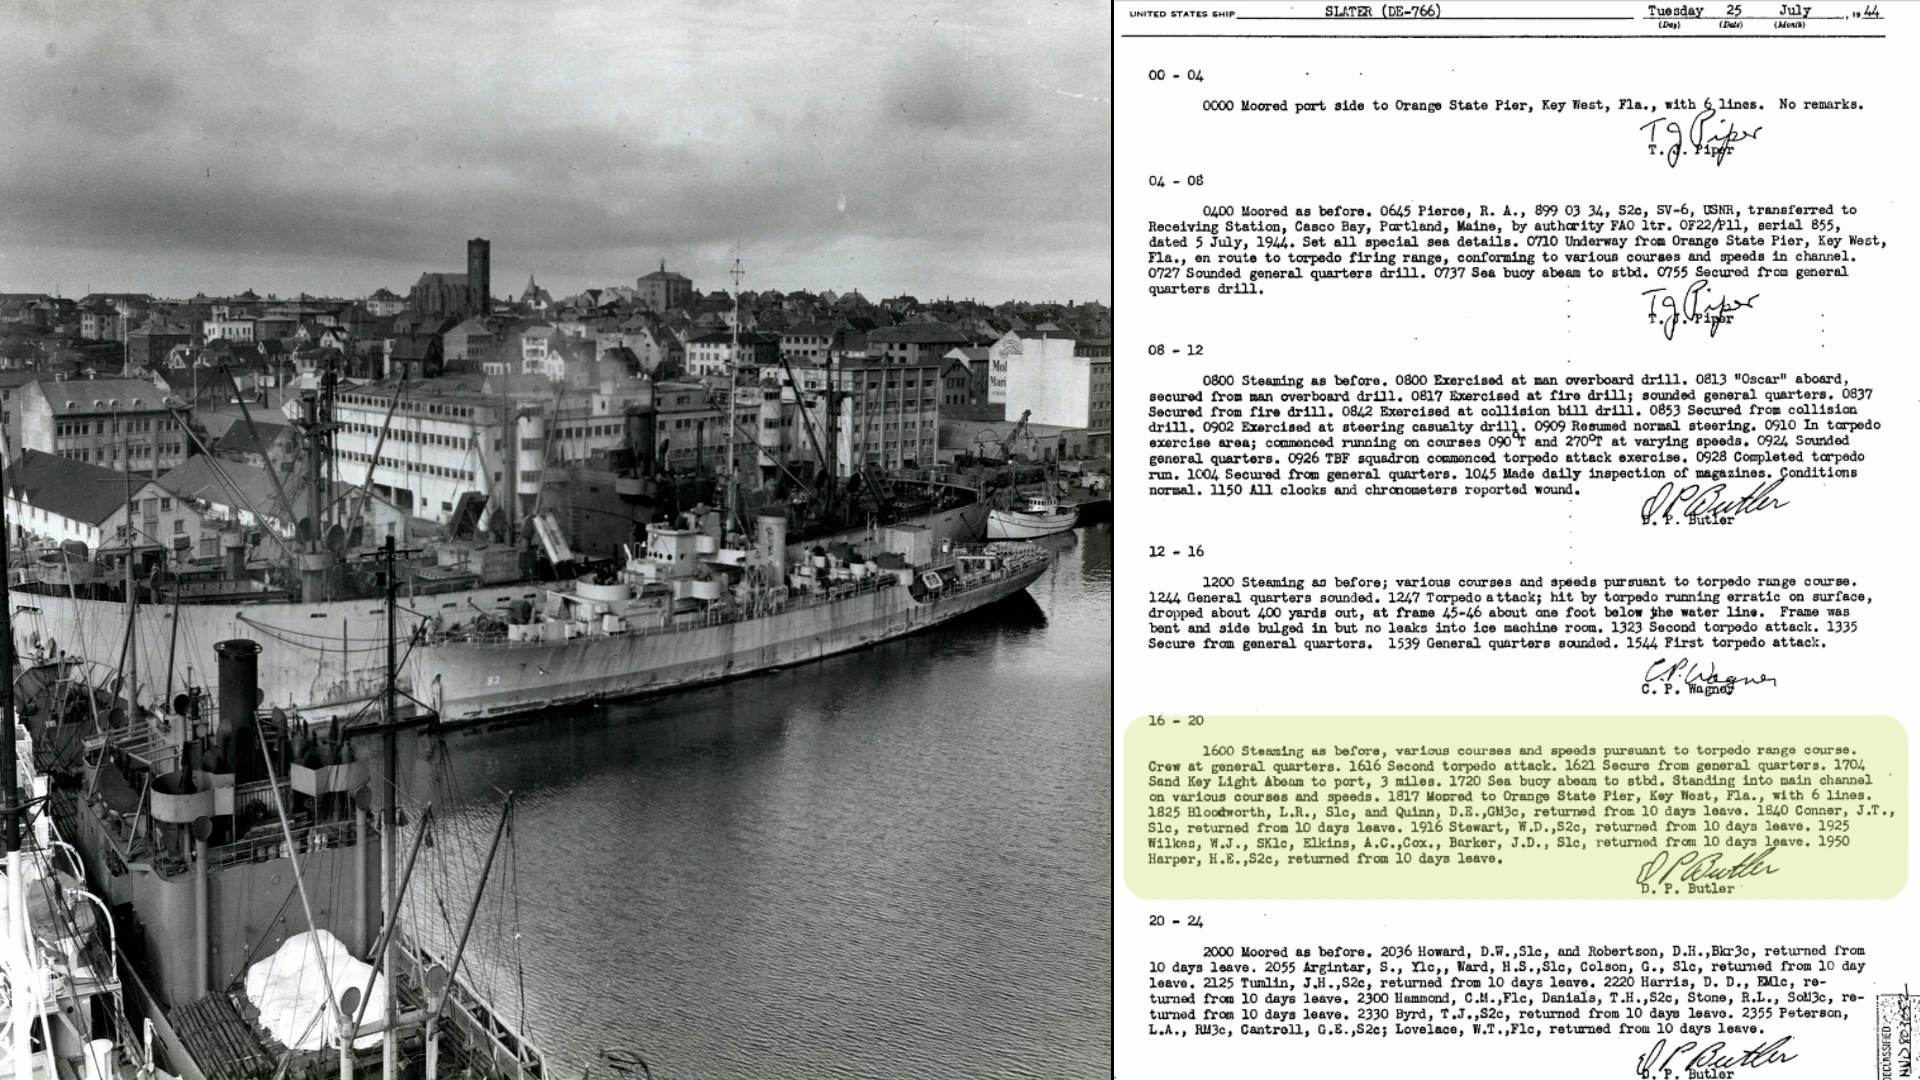 Mol
Mari
93
UNITED STATES SHIP SLATER (DE-766) Tuesday 25 July, 1944
(Day) (Date) (Month)
00 - 04
0000 Moored port side to Orange State Pier, Key West, Fla., with 6 lines. No remarks.
T J Piper
T. J. Piper
04 - 08
0400 Moored as before. 0645 Pierce, R. A., 899 03 34, S2c, SV-6, USNR, transferred to
Receiving Station, Casco Bay, Portland, Maine, by authority FAO ltr. OF22/P11, serial 855,
dated 5 July, 1944. Set all special sea details. 0710 Underway from Orange State Pier, Key West,
Fla., en route to torpedo firing range, conforming to various courses and speeds in channel.
0727 Sounded general quarters drill. 0737 Sea buoy abeam to stbd. 0755 Secured from general
quarters drill.
T J Piper
T. J. Piper
08 - 12
0800 Steaming as before. 0800 Exercised at man overboard drill. 0813 "Oscar" aboard,
secured from man overboard drill. 0817 Exercised at fire drill; sounded general quarters. 0837
Secured from fire drill. 0842 Exercised at collision bill drill. 0853 Secured from collision
drill. 0902 Exercised at steering casualty drill. 0909 Resumed normal steering. 0910 In torpedo
exercise area; commenced running on courses 090°T and 270°T at varying speeds. 0924 Sounded
general quarters. 0926 TBF squadron commenced torpedo attack exercise. 0928 Completed torpedo
run. 1004 Secured from general quarters. 1045 Made daily inspection of magazines. Conditions
normal. 1150 All clocks and chronometers reported wound.
D P Butler
D. P. Butler
12 - 16
1200 Steaming as before; various courses and speeds pursuant to torpedo range course.
1244 General quarters sounded. 1247 Torpedo attack; hit by torpedo running erratic on surface,
dropped about 400 yards out, at frame 45-46 about one foot below the water line. Frame was
bent and side bulged in but no leaks into ice machine room. 1323 Second torpedo attack. 1335
Secure from general quarters. 1539 General quarters sounded. 1544 First torpedo attack.
C.P. Wagner
C. P. Wagner
16 - 20
1600 Steaming as before, various courses and speeds pursuant to torpedo range course.
Crew at general quarters. 1616 Second torpedo attack. 1621 Secure from general quarters. 1704
Sand Key Light Abeam to port, 3 miles. 1720 Sea buoy abeam to stbd. Standing into main channel
on various courses and speeds. 1817 Moored to Orange State Pier, Key West, Fla., with 6 lines.
1825 Bloodworth, L.R., S1c, and Quinn, D.E.,GM3c, returned from 10 days leave. 1840 Conner, J.T.,
S1c, returned from 10 days leave. 1916 Stewart, W.D.,S2c, returned from 10 days leave. 1925
Wilkes, W.J., SK1c, Elkins, A.C.,Cox., Barker, J.D., S1c, returned from 10 days leave. 1950
Harper, H.E.,S2c, returned from 10 days leave.
D P Butler
D. P. Butler
20 - 24
2000 Moored as before. 2036 Howard, D.W.,S1c, and Robertson, D.H.,Bkr3c, returned from
10 days leave. 2055 Argintar, S., Y1c,, Ward, H.S.,S1c, Colson, G., S1c, returned from 10 day
leave. 2125 Tumlin, J.H.,S2c, returned from 10 days leave. 2220 Harris, D. D., EM1c, re-
turned from 10 days leave. 2300 Hammond, C.M.,F1c, Danials, T.H.,S2c, Stone, R.L., SoM3c, re-
turned from 10 days leave. 2330 Byrd, T.J.,S2c, returned from 10 days leave. 2355 Peterson,
L.A., RM3c, Cantrell, G.E.,S2c; Lovelace, W.T.,F1c, returned from 10 days leave.
D P Butler
D. P. Butler
DECLASSIFIED